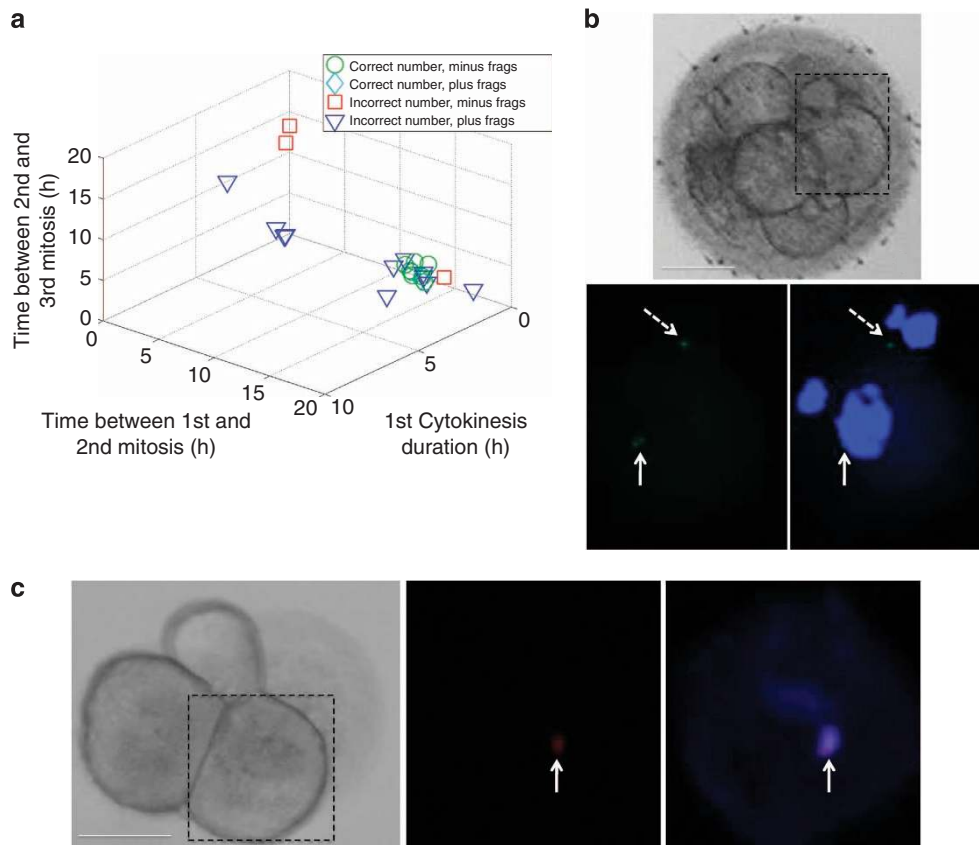 a
Correct number, minus frags
Correct number, plus frags
Incorrect number, minus frags
Incorrect number, plus frags
Time between 2nd and
3rd mitosis (h)
20
15
10
5
0
0
5
10
15
20
10
5
0
Time between 1st and
2nd mitosis (h)
1st Cytokinesis
duration (h)
b
c